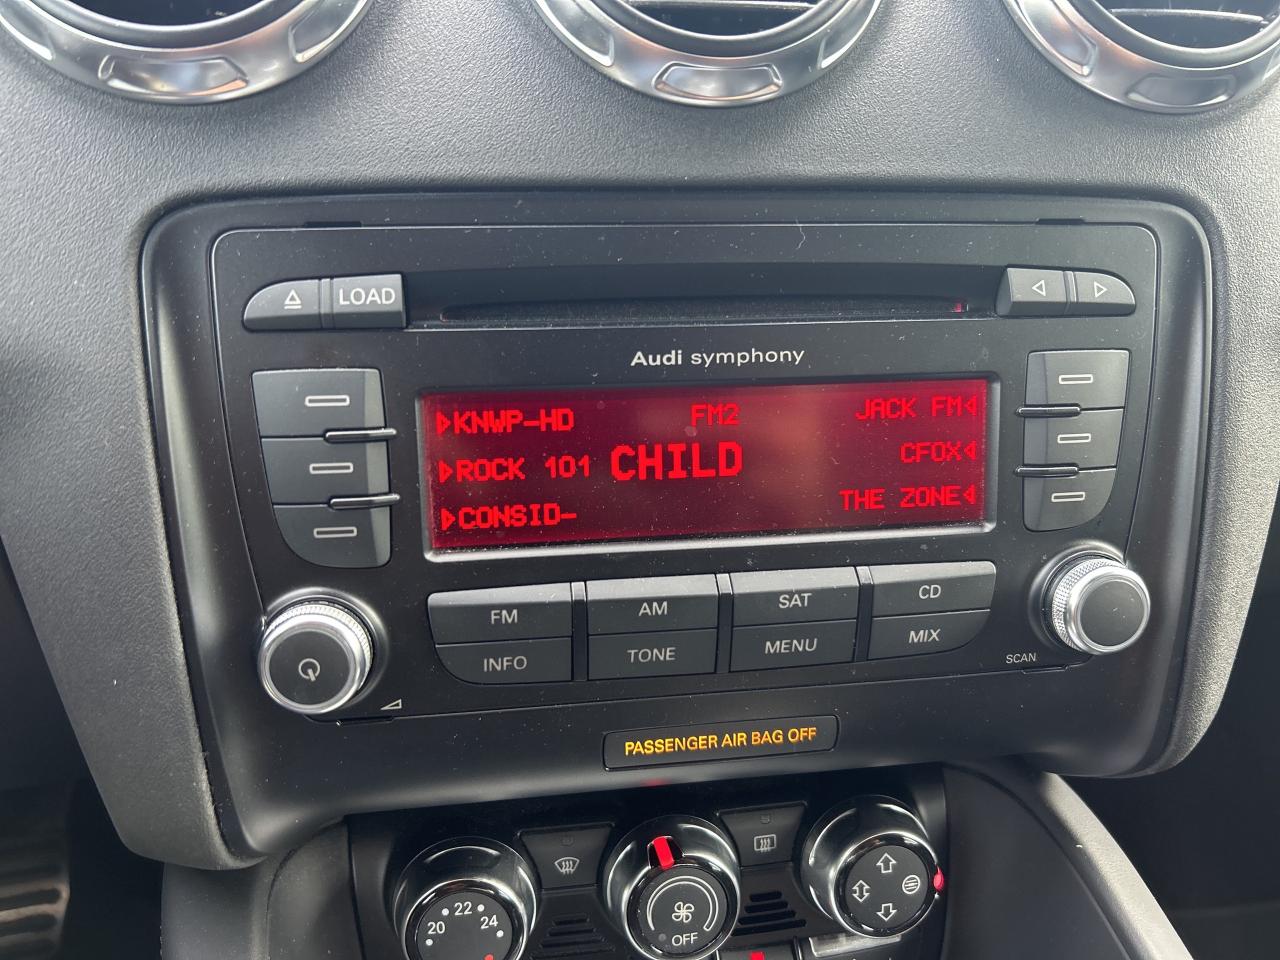 LOAD
Audi symphony
KNWP-HD FM2 JACK FM
ROCK 101 CHILD CFOX
CONSID- THE ZONE
FM AM SAT CD
INFO TONE MENU MIX
SCAN
PASSENGER AIR BAG OFF
20 22 24
OFF